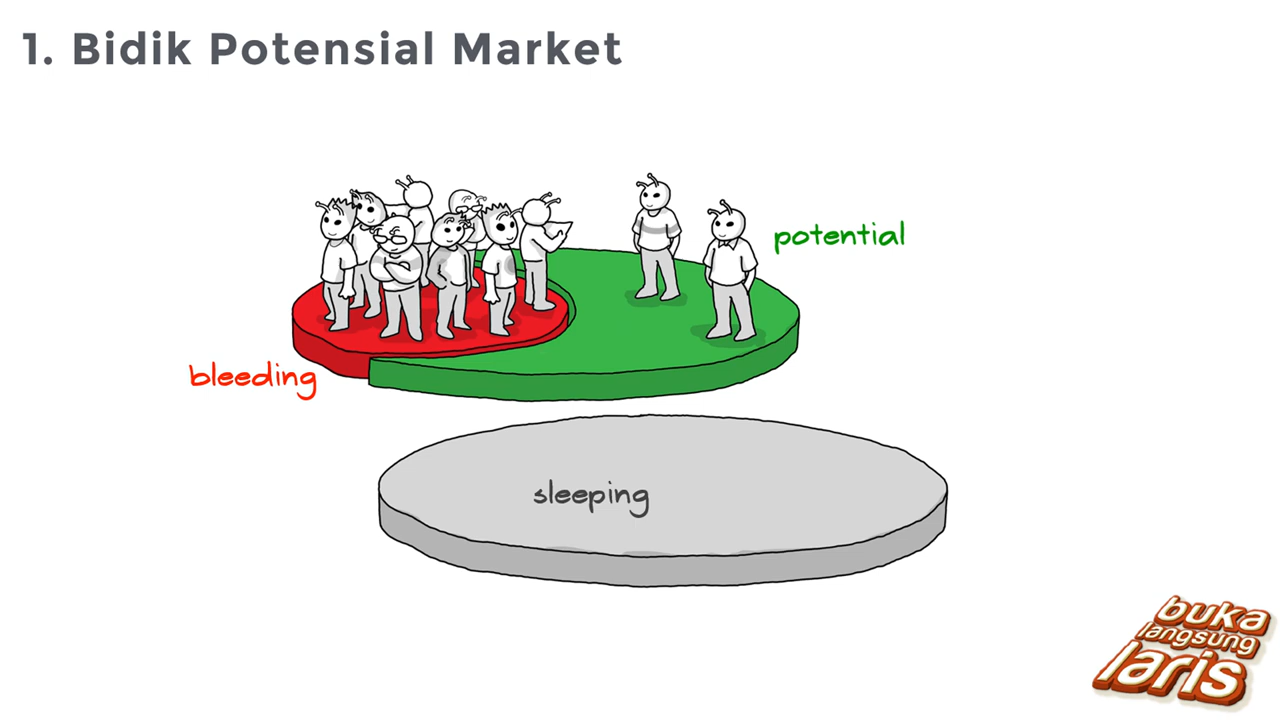 1. Bidik Potensial Market
potential
bleeding
sleeping
buka
langsung
laris